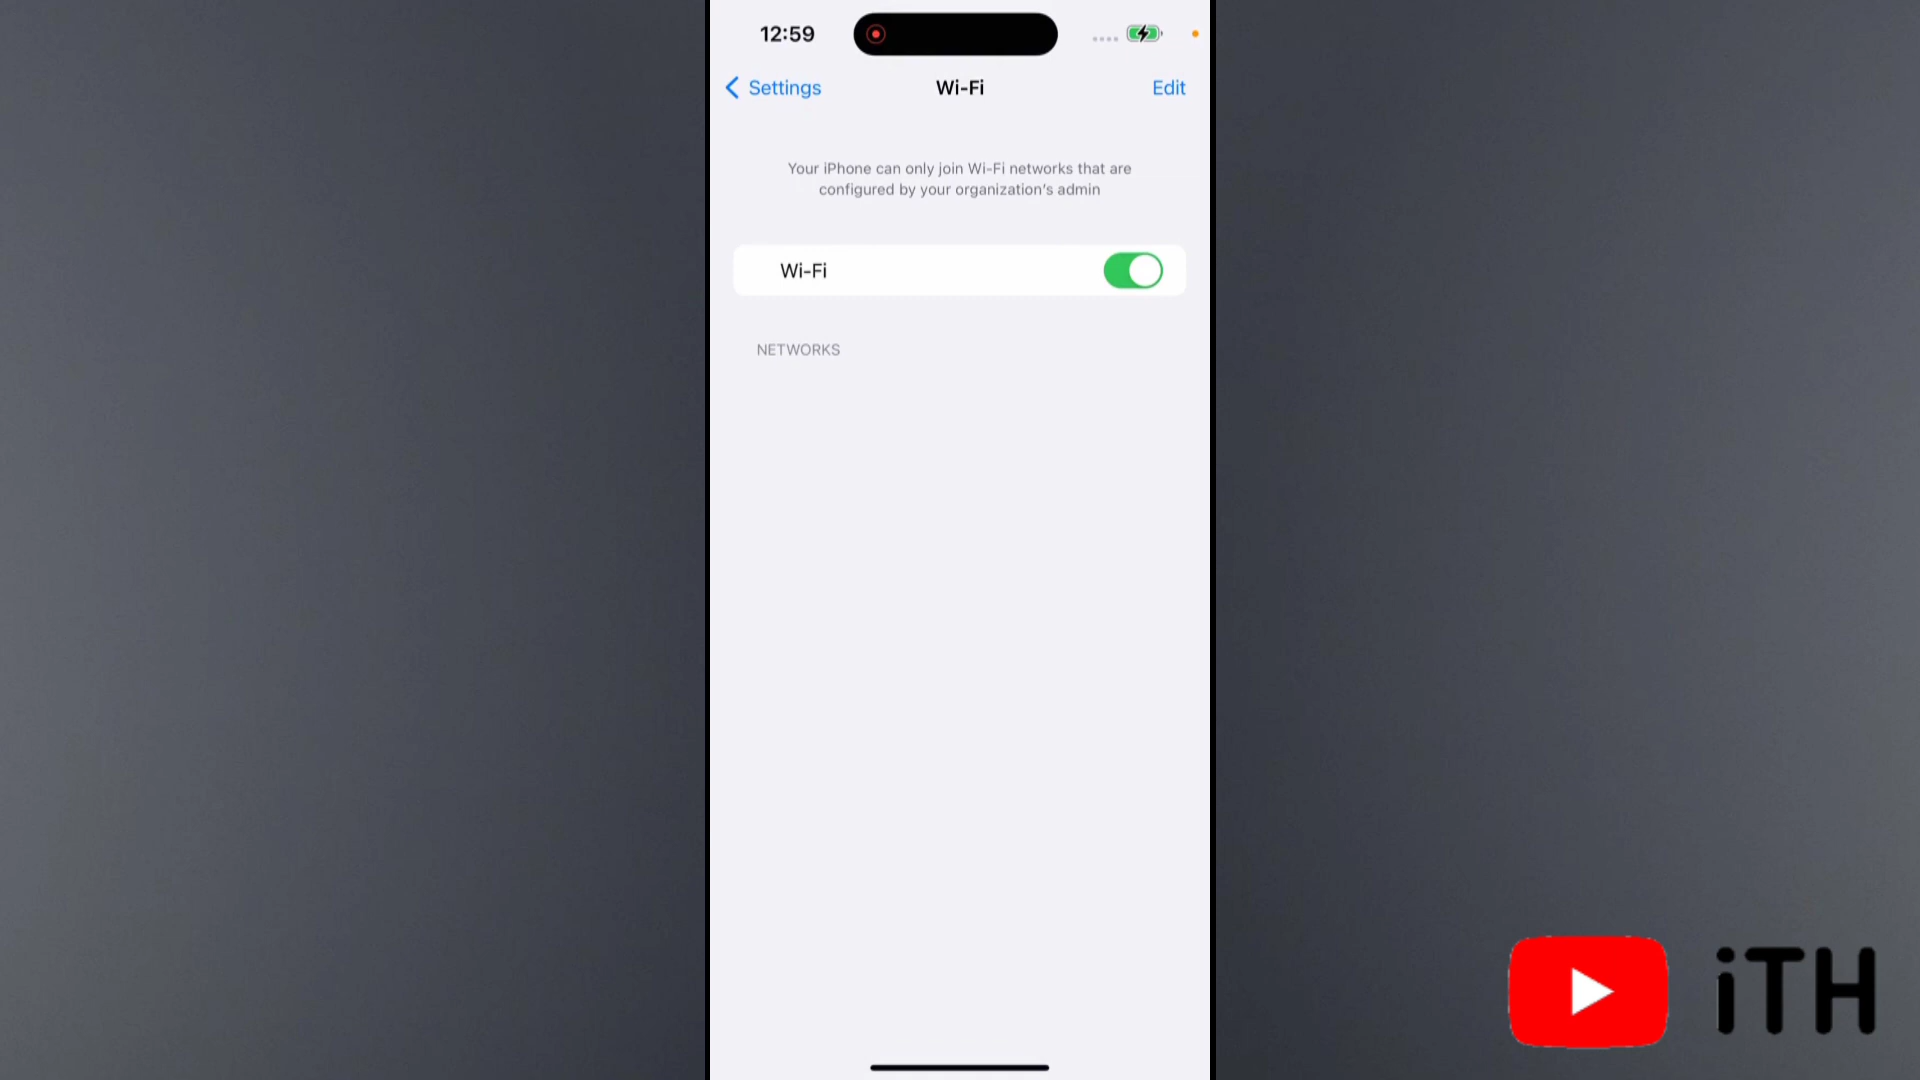 12:59
Settings
Wi-Fi
Edit
Your iPhone can only join Wi-Fi networks that are
configured by your organization's admin
Wi-Fi
NETWORKS
iTH